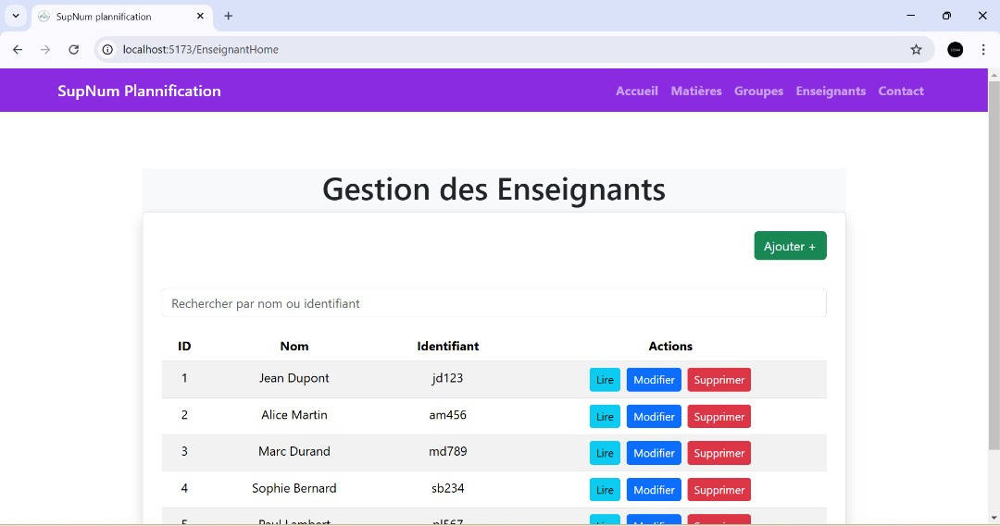 SupNum plannification
localhost:5173/EnseignantHome
SupNum Plannification Accueil Matières Groupes Enseignants Contact
Gestion des Enseignants
Ajouter +
Rechercher par nom ou identifiant
ID Nom Identifiant Actions
1 Jean Dupont jd123 Lire Modifier Supprimer
2 Alice Martin am456 Lire Modifier Supprimer
3 Marc Durand md789 Lire Modifier Supprimer
4 Sophie Bernard sb234 Lire Modifier Supprimer
5 Paul Lambert pl567 Lire Modifier Supprimer